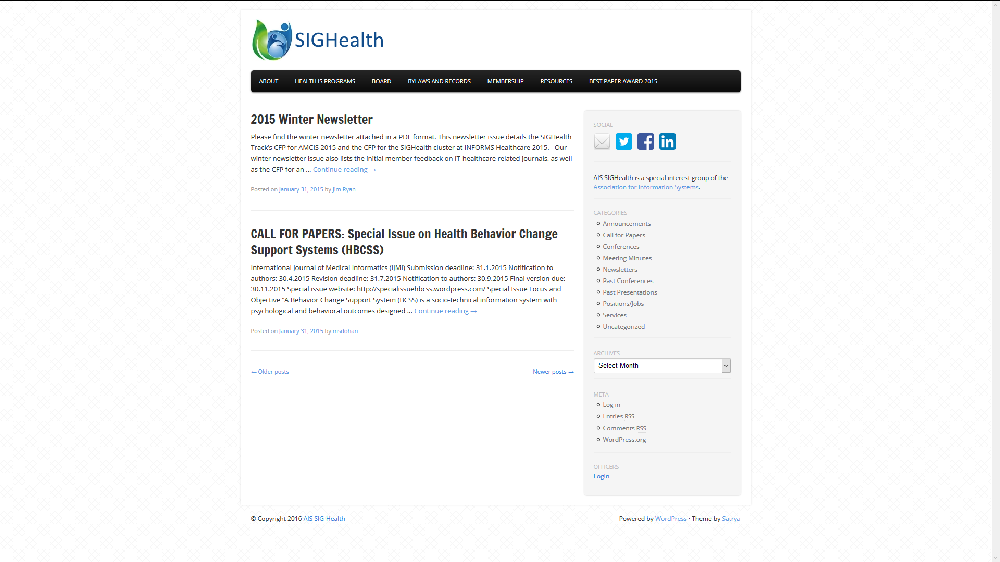 SIGHealth
ABOUT HEALTH IS PROGRAMS BOARD BYLAWS AND RECORDS MEMBERSHIP RESOURCES BEST PAPER AWARD 2015
2015 Winter Newsletter
Please find the winter newsletter attached in a PDF format. This newsletter issue details the SIGHealth
Track’s CFP for AMCIS 2015 and the CFP for the SIGHealth cluster at INFORMS Healthcare 2015.   Our
winter newsletter issue also lists the initial member feedback on IT-healthcare related journals, as well
as the CFP for an … Continue reading →
Posted on January 31, 2015 by Jim Ryan
CALL FOR PAPERS: Special Issue on Health Behavior Change
Support Systems (HBCSS)
International Journal of Medical Informatics (IJMI) Submission deadline: 31.1.2015 Notification to
authors: 30.4.2015 Revision deadline: 31.7.2015 Notification to authors: 30.9.2015 Final version due:
30.11.2015 Special issue website: http://specialissuehbcss.wordpress.com/ Special Issue Focus and
Objective “A Behavior Change Support System (BCSS) is a socio-technical information system with
psychological and behavioral outcomes designed … Continue reading →
Posted on January 31, 2015 by msdohan
← Older posts
Newer posts →
SOCIAL
AIS SIGHealth is a special interest group of the
Association for Information Systems.
CATEGORIES
Announcements
Call for Papers
Conferences
Meeting Minutes
Newsletters
Past Conferences
Past Presentations
Positions/Jobs
Services
Uncategorized
ARCHIVES
Select Month
META
Log in
Entries RSS
Comments RSS
WordPress.org
OFFICERS
Login
© Copyright 2016 AIS SIG-Health
Powered by WordPress · Theme by Satrya